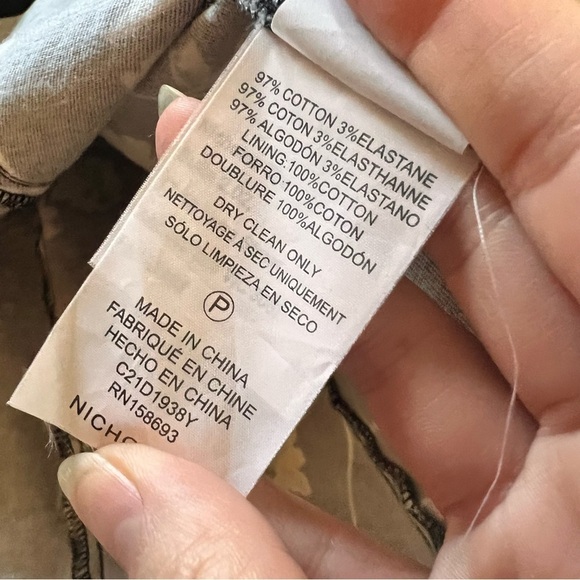 97% COTTON 3%ELASTANE
97% COTON 3%ELASTHANNE
97% ALGODÓN 3%ELASTANO
LINING:100%COTTON
FORRO 100%COTON
DOUBLURE 100%ALGODÓN
DRY CLEAN ONLY
NETTOYAGE À SEC UNIQUEMENT
SÓLO LIMPIEZA EN SECO
P
MADE IN CHINA
FABRIQUÉ EN CHINE
HECHO EN CHINA
C21D1938Y
RN158693